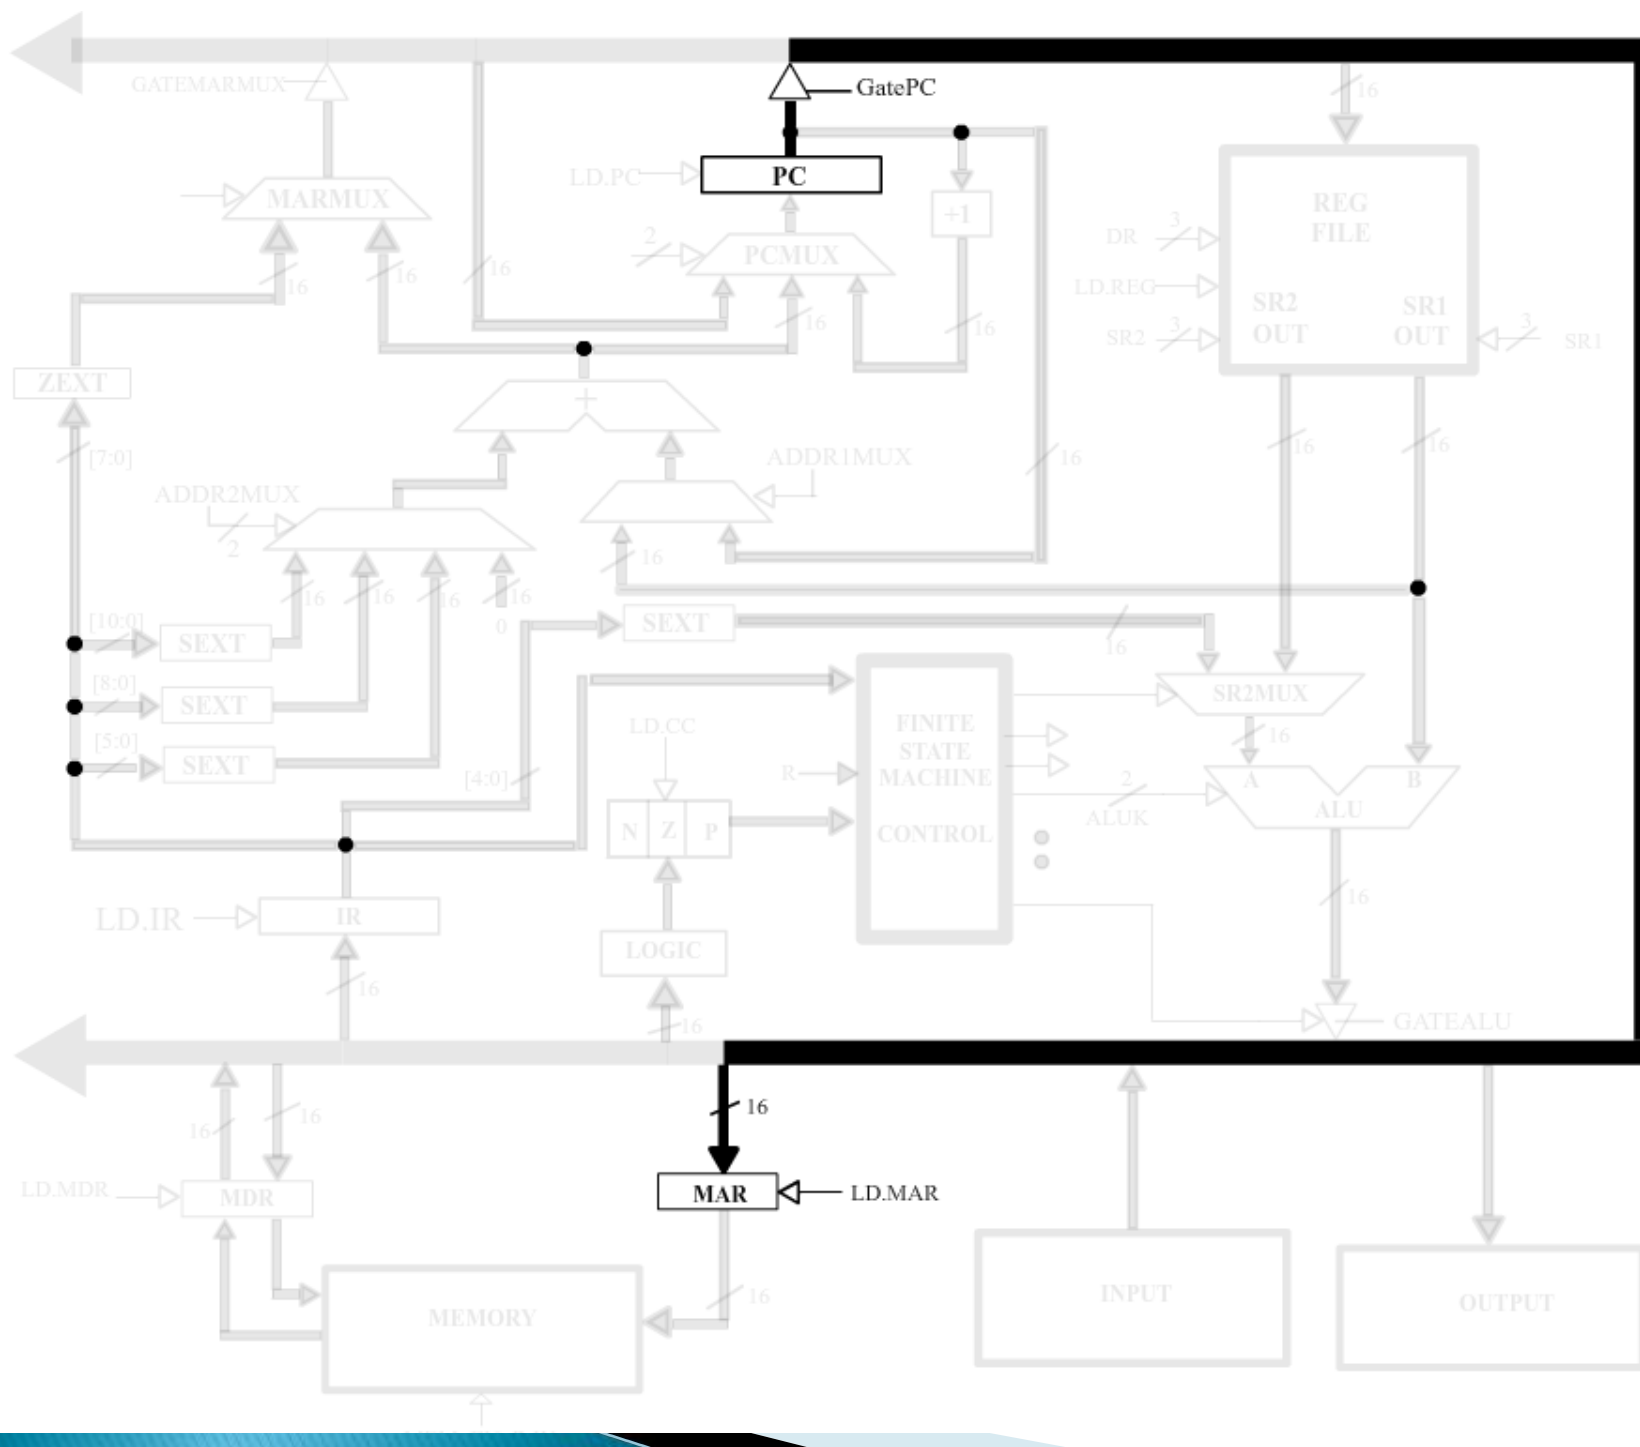 GATEMARMUX
GatePC
16
LD.PC
PC
MARMUX
+1
REG
FILE
2
PCMUX
3
DR
16
16
16
LD.REG
16
16
SR2
OUT
SR1
OUT
3
SR2
3
SR1
ZEXT
+
[7:0]
ADDR1MUX
16
16
16
ADDR2MUX
2
16
16
16
16
16
0
[10:0]
SEXT
SEXT
16
[8:0]
SEXT
SR2MUX
LD.CC
FINITE
STATE
MACHINE
CONTROL
16
[5:0]
SEXT
[4:0]
R
2
A
B
ALUK
ALU
N
Z
P
16
LD.IR
IR
LOGIC
16
16
GATEALU
16
16
16
LD.MDR
MDR
MAR
LD.MAR
16
MEMORY
INPUT
OUTPUT